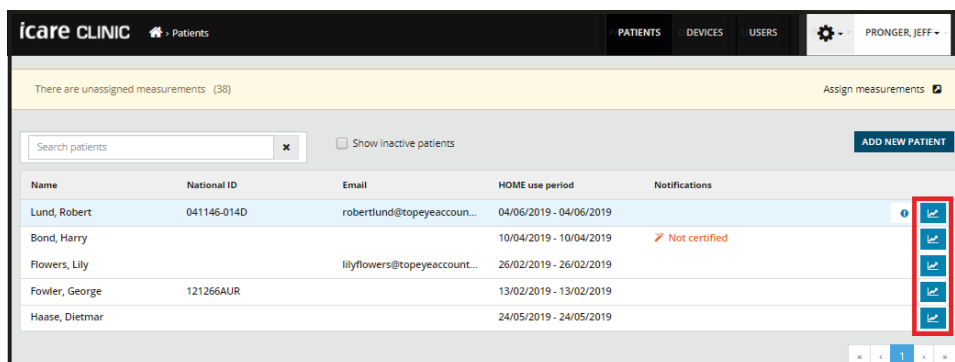 icare CLINIC › Patients PATIENTS DEVICES USERS PRONGER, JEFF
There are unassigned measurements (38) Assign measurements
Search patients Show inactive patients ADD NEW PATIENT
Name National ID Email HOME use period Notifications
Lund, Robert 041146-014D robertlund@topeyeaccoun... 04/06/2019 - 04/06/2019
Bond, Harry 10/04/2019 - 10/04/2019 Not certified
Flowers, Lily lilyflowers@topeyeaccount... 26/02/2019 - 26/02/2019
Fowler, George 121266AUR 13/02/2019 - 13/02/2019
Haase, Dietmar 24/05/2019 - 24/05/2019
« ‹ 1 › »